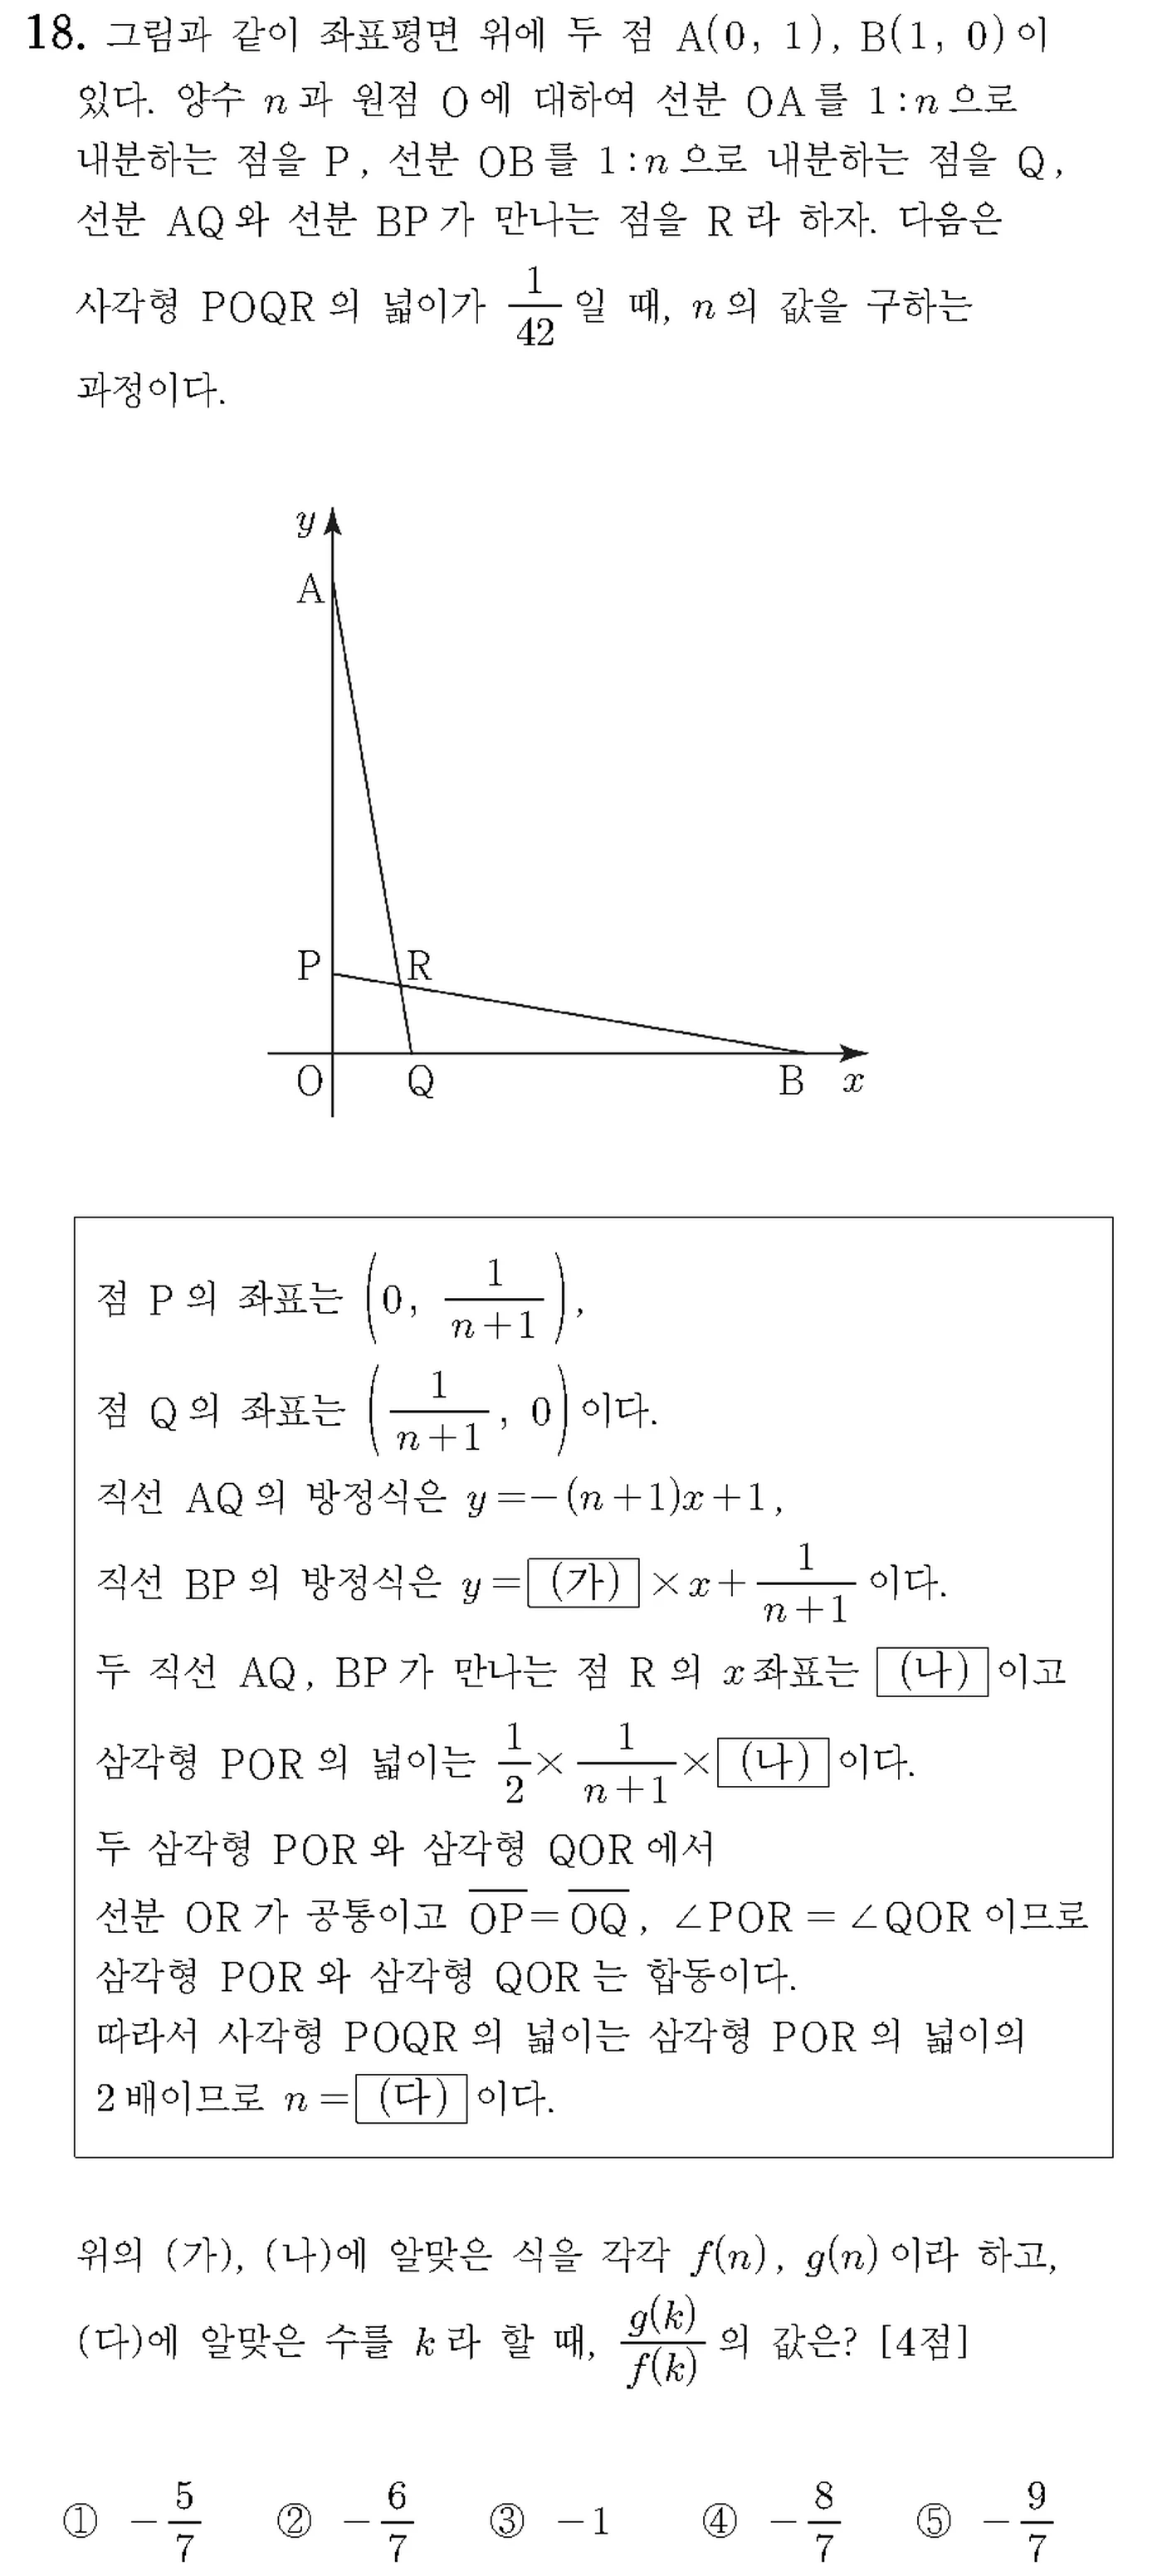 18. 그림과 같이 좌표평면 위에 두 점 A(0, 1), B(1, 0)이
있다. 양수 n과 원점 O에 대하여 선분 OA를 1:n으로
내분하는 점을 P, 선분 OB를 1:n으로 내분하는 점을 Q,
선분 AQ와 선분 BP가 만나는 점을 R라 하자. 다음은
사각형 POQR의 넓이가 1/42일 때, n의 값을 구하는
과정이다.
y
A
P R
O Q B x
점 P의 좌표는 (0, 1/(n+1)),
점 Q의 좌표는 (1/(n+1), 0)이다.
직선 AQ의 방정식은 y=-(n+1)x+1,
직선 BP의 방정식은 y= (가) ×x+1/(n+1) 이다.
두 직선 AQ, BP가 만나는 점 R의 x좌표는 (나) 이고
삼각형 POR의 넓이는 1/2×1/(n+1)× (나) 이다.
두 삼각형 POR와 삼각형 QOR에서
선분 OR가 공통이고 O̅P̅=O̅Q̅, ∠POR = ∠QOR이므로
삼각형 POR와 삼각형 QOR는 합동이다.
따라서 사각형 POQR의 넓이는 삼각형 POR의 넓이의
2배이므로 n= (다) 이다.
위의 (가), (나)에 알맞은 식을 각각 f(n), g(n)이라 하고,
(다)에 알맞은 수를 k라 할 때, g(k)/f(k)의 값은? [4점]
① -5/7 ② -6/7 ③ -1 ④ -8/7 ⑤ -9/7